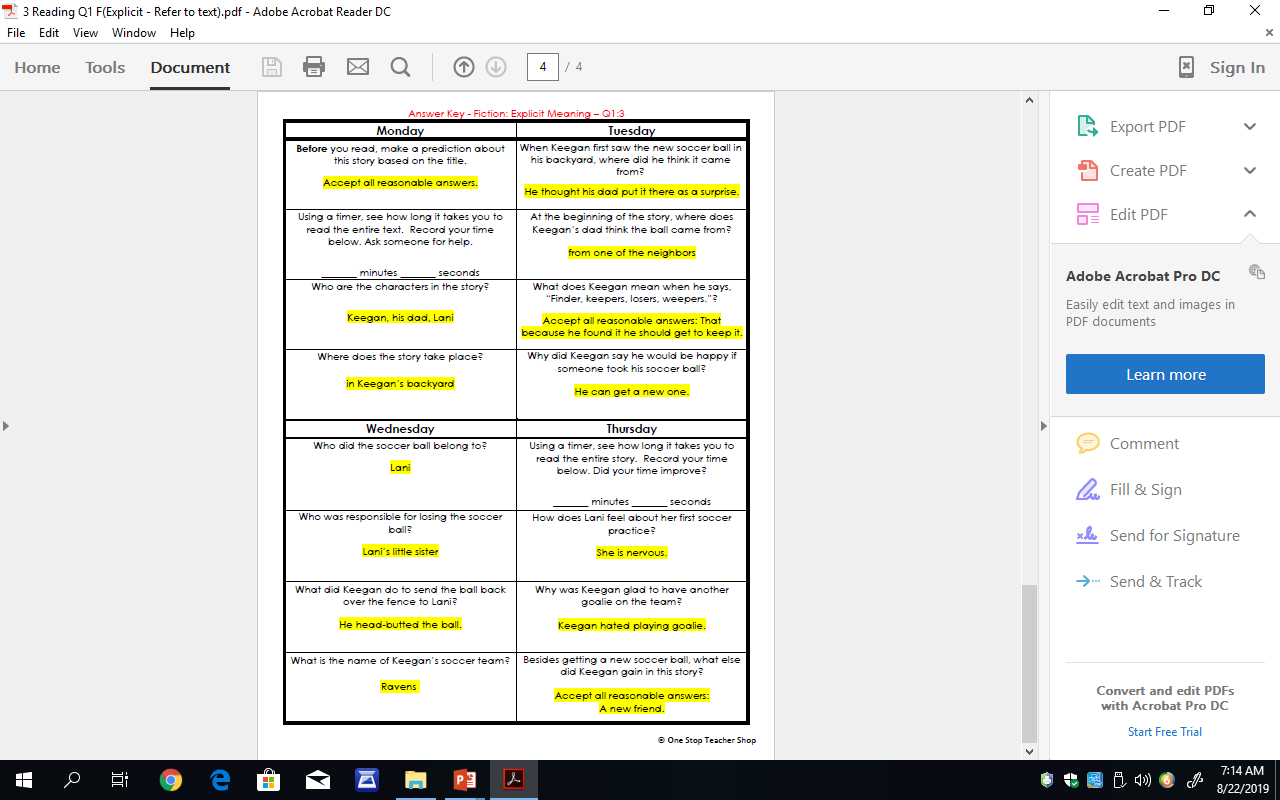 3 Reading Q1 F(Explicit - Refer to text).pdf - Adobe Acrobat Reader DC
File Edit View Window Help
Home Tools Document 4 / 4 Sign In
Answer Key - Fiction: Explicit Meaning – Q1:3
Monday
Before you read, make a prediction about
this story based on the title.
Accept all reasonable answers.
Using a timer, see how long it takes you to
read the entire text. Record your time
below. Ask someone for help.
_______ minutes _______ seconds
Who are the characters in the story?
Keegan, his dad, Lani
Where does the story take place?
in Keegan's backyard
Tuesday
When Keegan first saw the new soccer ball in
his backyard, where did he think it came
from?
He thought his dad put it there as a surprise.
At the beginning of the story, where does
Keegan's dad think the ball came from?
from one of the neighbors
What does Keegan mean when he says,
"Finder, keepers, losers, weepers."?
Accept all reasonable answers: That
because he found it he should get to keep it.
Why did Keegan say he would be happy if
someone took his soccer ball?
He can get a new one.
Wednesday
Who did the soccer ball belong to?
Lani
Who was responsible for losing the soccer
ball?
Lani's little sister
What did Keegan do to send the ball back
over the fence to Lani?
He head-butted the ball.
What is the name of Keegan's soccer team?
Ravens
Thursday
Using a timer, see how long it takes you to
read the entire story. Record your time
below. Did your time improve?
_______ minutes _______ seconds
How does Lani feel about her first soccer
practice?
She is nervous.
Why was Keegan glad to have another
goalie on the team?
Keegan hated playing goalie.
Besides getting a new soccer ball, what else
did Keegan gain in this story?
Accept all reasonable answers:
A new friend.
© One Stop Teacher Shop
Export PDF
Create PDF
Edit PDF
Adobe Acrobat Pro DC
Easily edit text and images in
PDF documents
Learn more
Comment
Fill & Sign
Send for Signature
Send & Track
Convert and edit PDFs
with Acrobat Pro DC
Start Free Trial
7:14 AM
8/22/2019